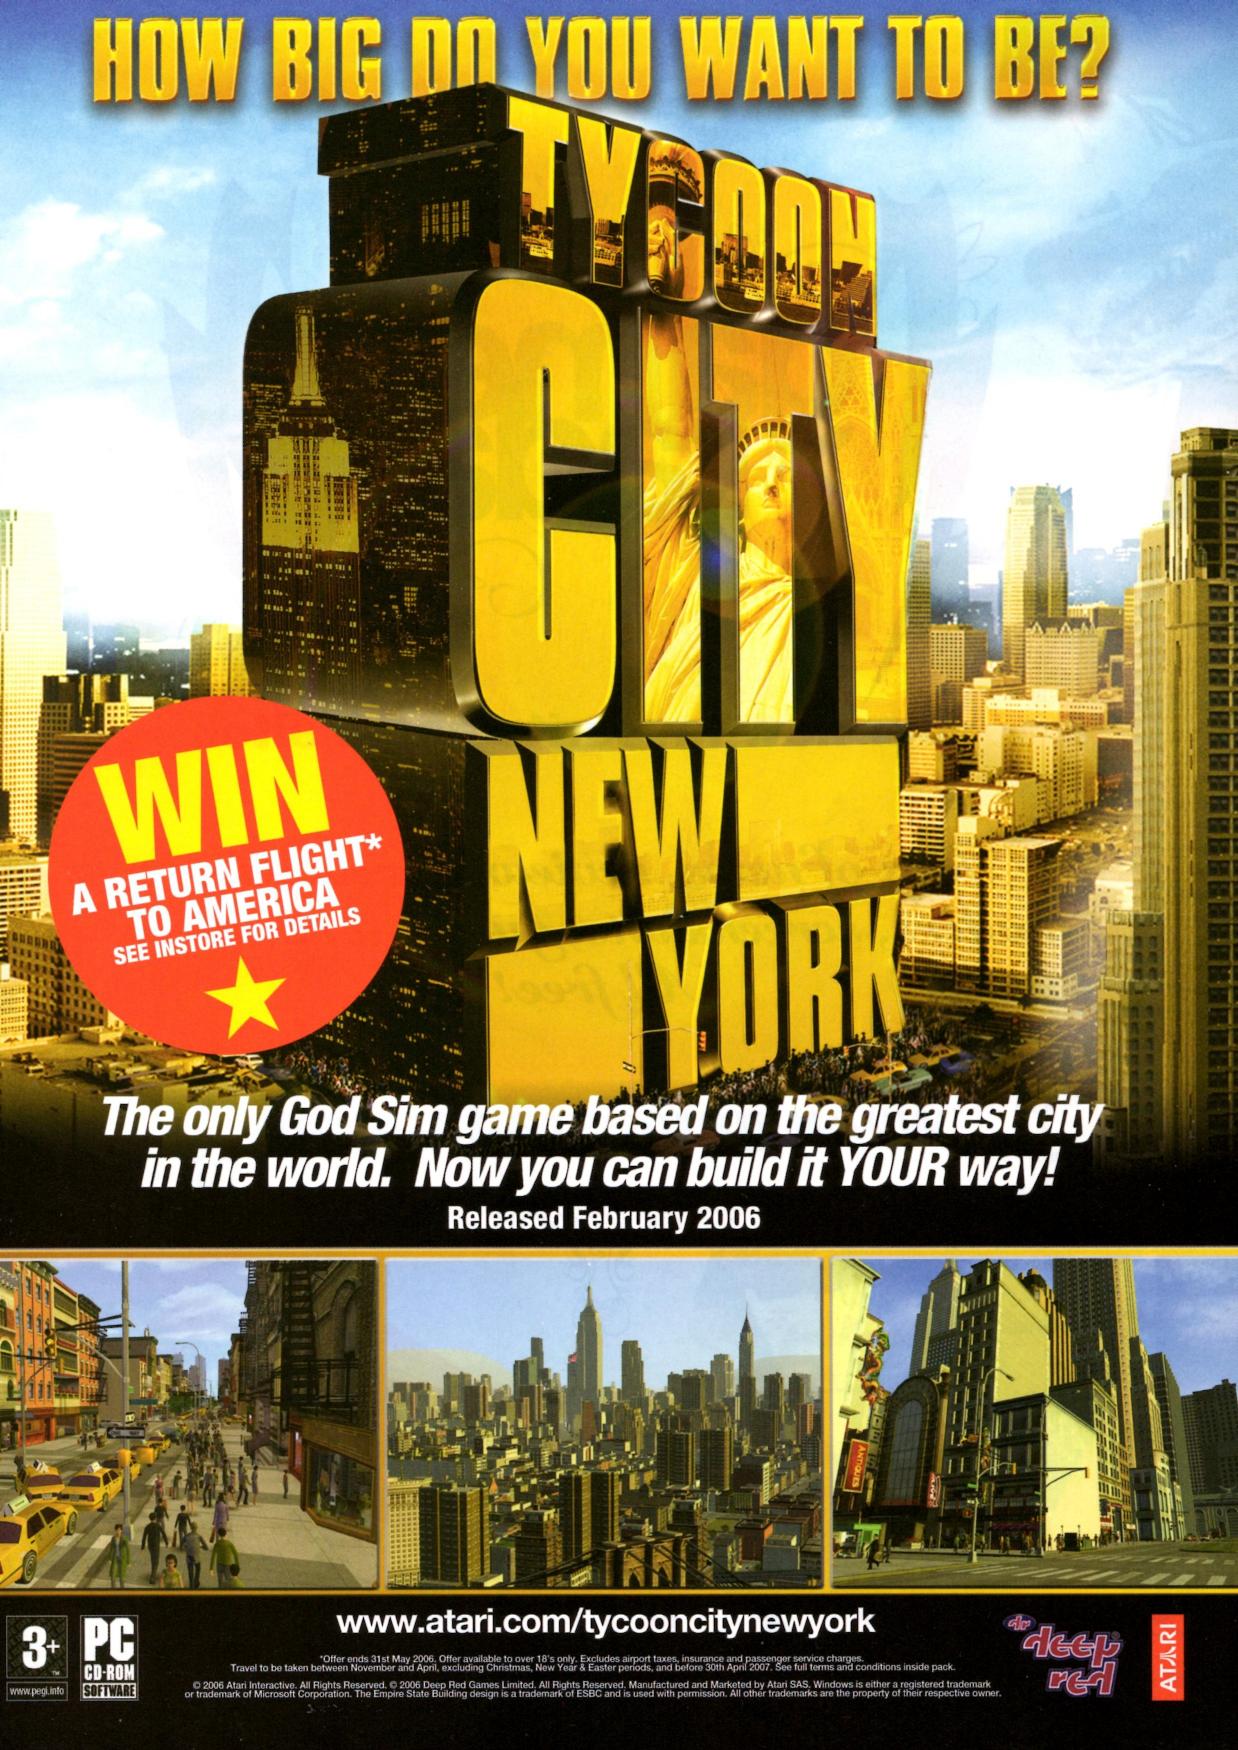 HOW BIG DO YOU WANT TO BE?
TYCOON
CITY
NEW
YORK
WIN
A RETURN FLIGHT*
TO AMERICA
SEE INSTORE FOR DETAILS
The only God Sim game based on the greatest city
in the world. Now you can build it YOUR way!
Released February 2006
ONE WAY
ANTIQUES
www.atari.com/tycooncitynewyork
3+
TM
www.pegi.info
PC
CD-ROM
SOFTWARE
*Offer ends 31st May 2006. Offer available to over 18's only. Excludes airport taxes, insurance and passenger service charges.
Travel to be taken between November and April, excluding Christmas, New Year & Easter periods, and before 30th April 2007. See full terms and conditions inside pack.
© 2006 Atari Interactive. All Rights Reserved. © 2006 Deep Red Games Limited. All Rights Reserved. Manufactured and Marketed by Atari SAS. Windows is either a registered trademark
or trademark of Microsoft Corporation. The Empire State Building design is a trademark of ESBC and is used with permission. All other trademarks are the property of their respective owner.
deep
red
ATARI